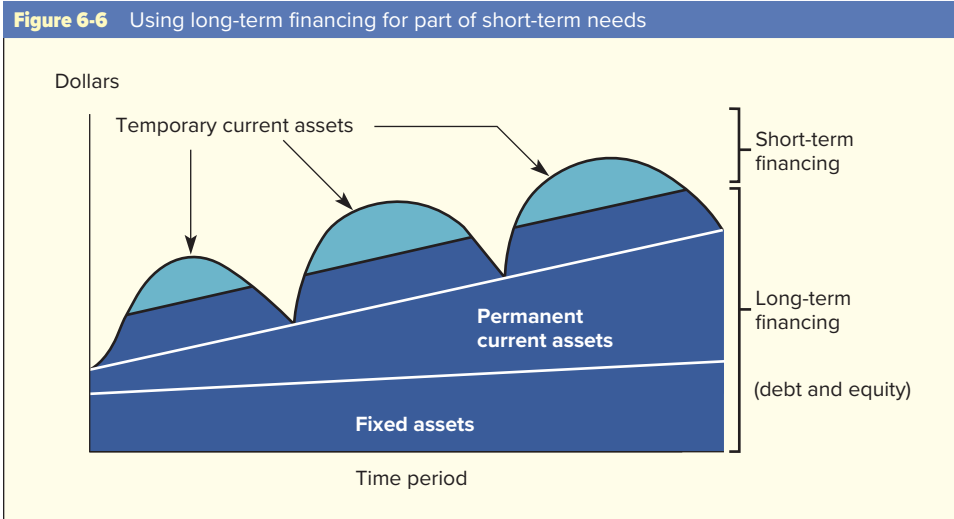 Figure 6-6 Using long-term financing for part of short-term needs
Dollars
Temporary current assets
Short-term
financing
Long-term
financing
Permanent
current assets
(debt and equity)
Fixed assets
Time period